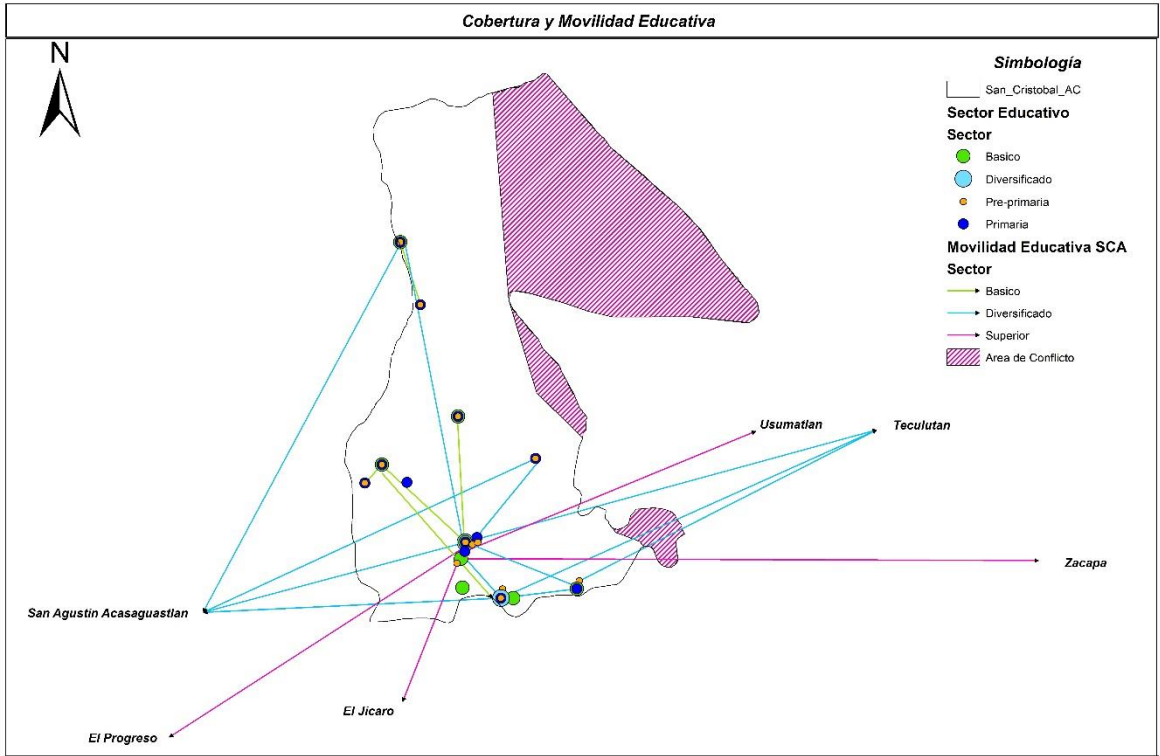 Cobertura y Movilidad Educativa
N
Simbología
San_Cristobal_AC
Sector Educativo
Sector
Basico
Diversificado
Pre-primaria
Primaria
Movilidad Educativa SCA
Sector
Basico
Diversificado
Superior
Area de Conflicto
Usumatlan
Teculutan
Zacapa
San Agustin Acasaguastlan
El Jicaro
El Progreso